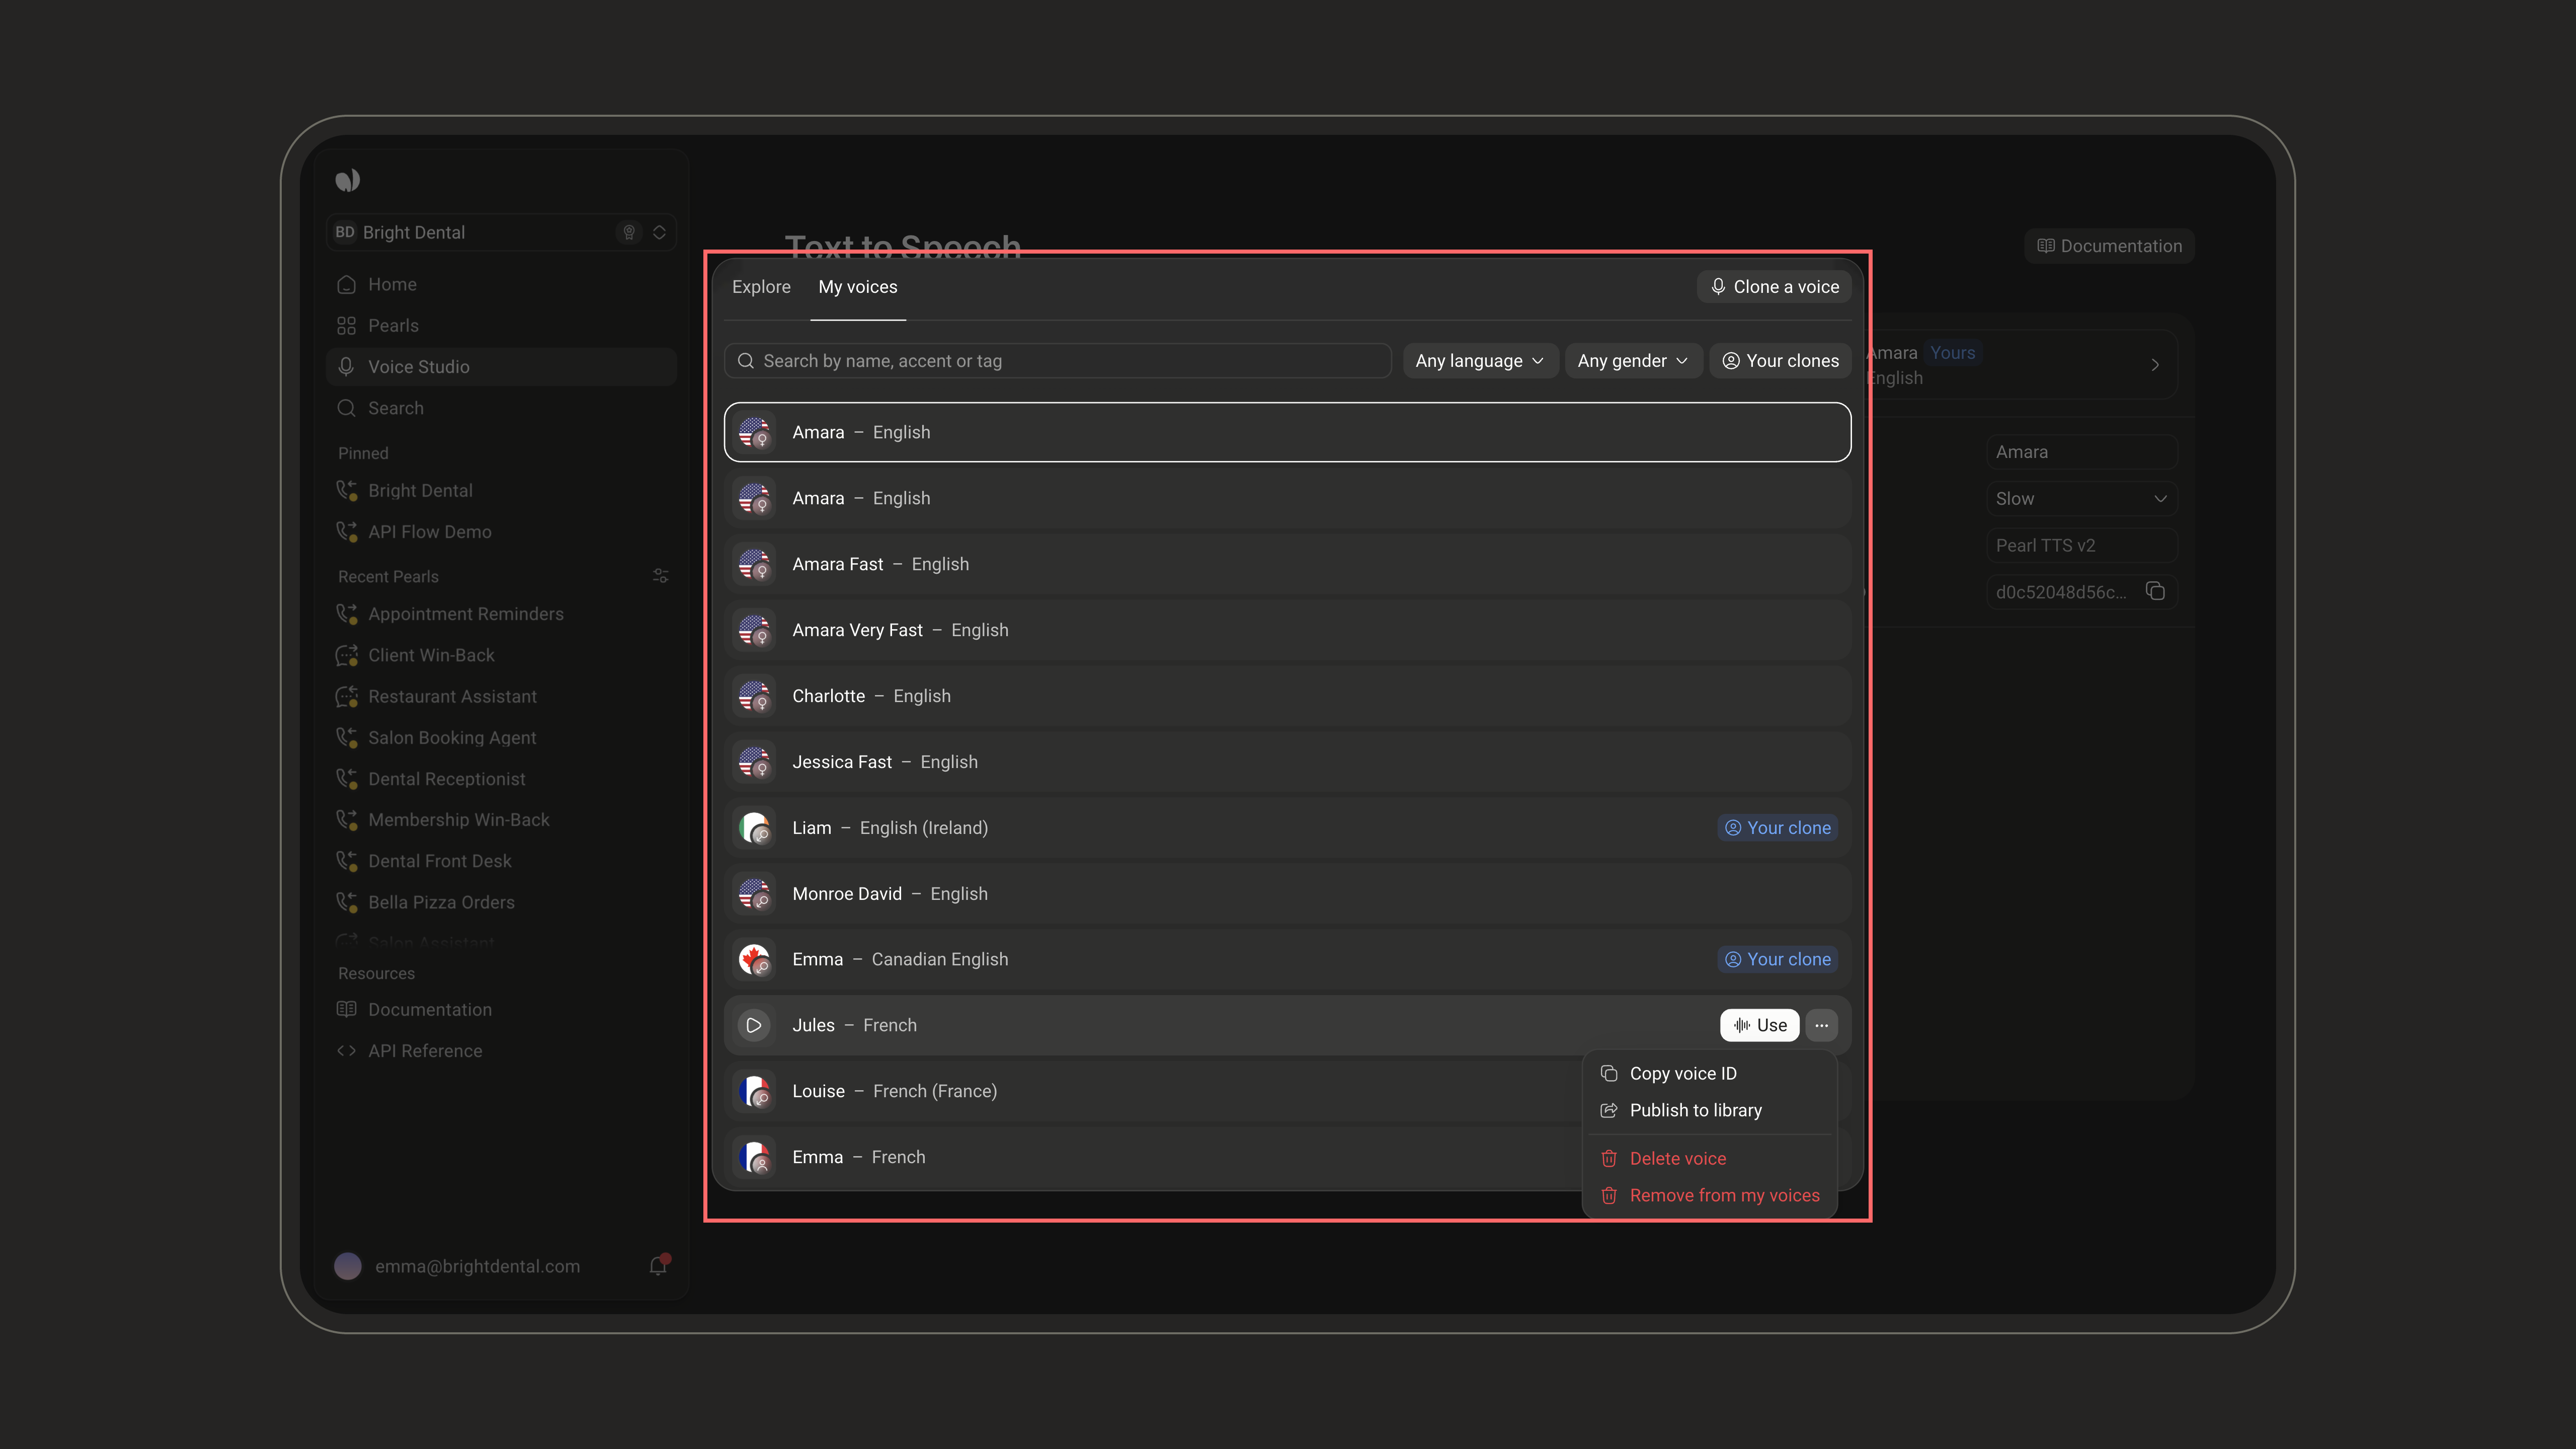 BD Bright Dental
Home
Pearls
Voice Studio
Search
Pinned
Bright Dental
API Flow Demo
Recent Pearls
Appointment Reminders
Client Win-Back
Restaurant Assistant
Salon Booking Agent
Dental Receptionist
Membership Win-Back
Dental Front Desk
Bella Pizza Orders
Salon Assistant
Resources
Documentation
API Reference
emma@brightdental.com
Text to Speech
Documentation
Explore
My voices
Clone a voice
Search by name, accent or tag
Any language
Any gender
Your clones
Amara – English
Amara – English
Amara Fast – English
Amara Very Fast – English
Charlotte – English
Jessica Fast – English
Liam – English (Ireland)
Your clone
Monroe David – English
Emma – Canadian English
Your clone
Jules – French
Use
Louise – French (France)
Emma – French
Copy voice ID
Publish to library
Delete voice
Remove from my voices
Amara Yours
English
Amara
Slow
Pearl TTS v2
d0c52048d56c...